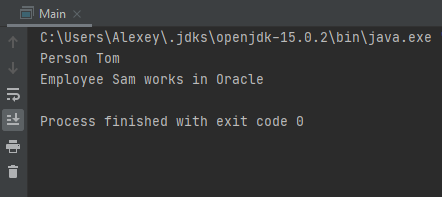 Main
C:\Users\Alexey\.jdks\openjdk-15.0.2\bin\java.exe
Person Tom
Employee Sam works in Oracle
Process finished with exit code 0